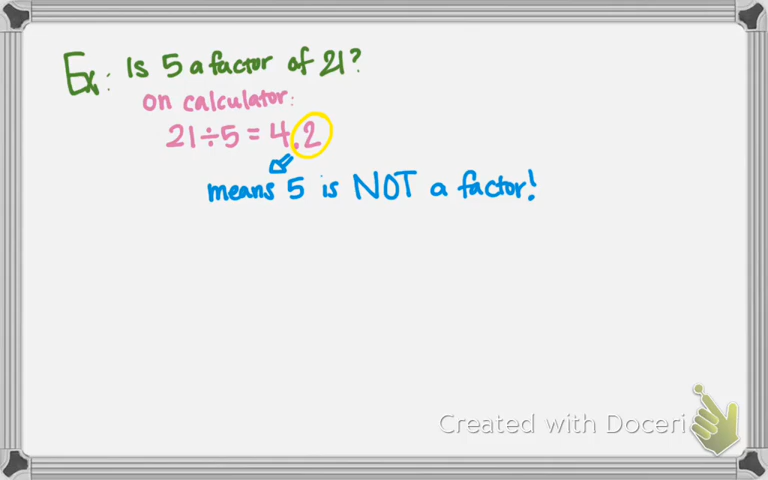 Ex: Is 5 a factor of 21?
on calculator:
21÷5 = 4.2
means 5 is NOT a factor!
Created with Doceri